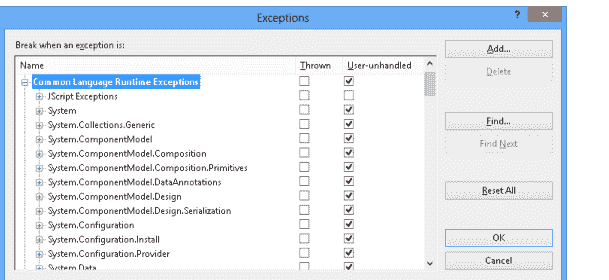 Exceptions
? ×
Break when an exception is:
Add...
Name Thrown User-unhandled
Delete
Common Language Runtime Exceptions
JScript Exceptions
System
System.Collections.Generic
Find...
System.ComponentModel
Find Next
System.ComponentModel.Composition
System.ComponentModel.Composition.Primitives
System.ComponentModel.DataAnnotations
System.ComponentModel.Design
Reset All
System.ComponentModel.Design.Serialization
System.Configuration
System.Configuration.Install
OK
System.Configuration.Provider
Cancel
System.Data